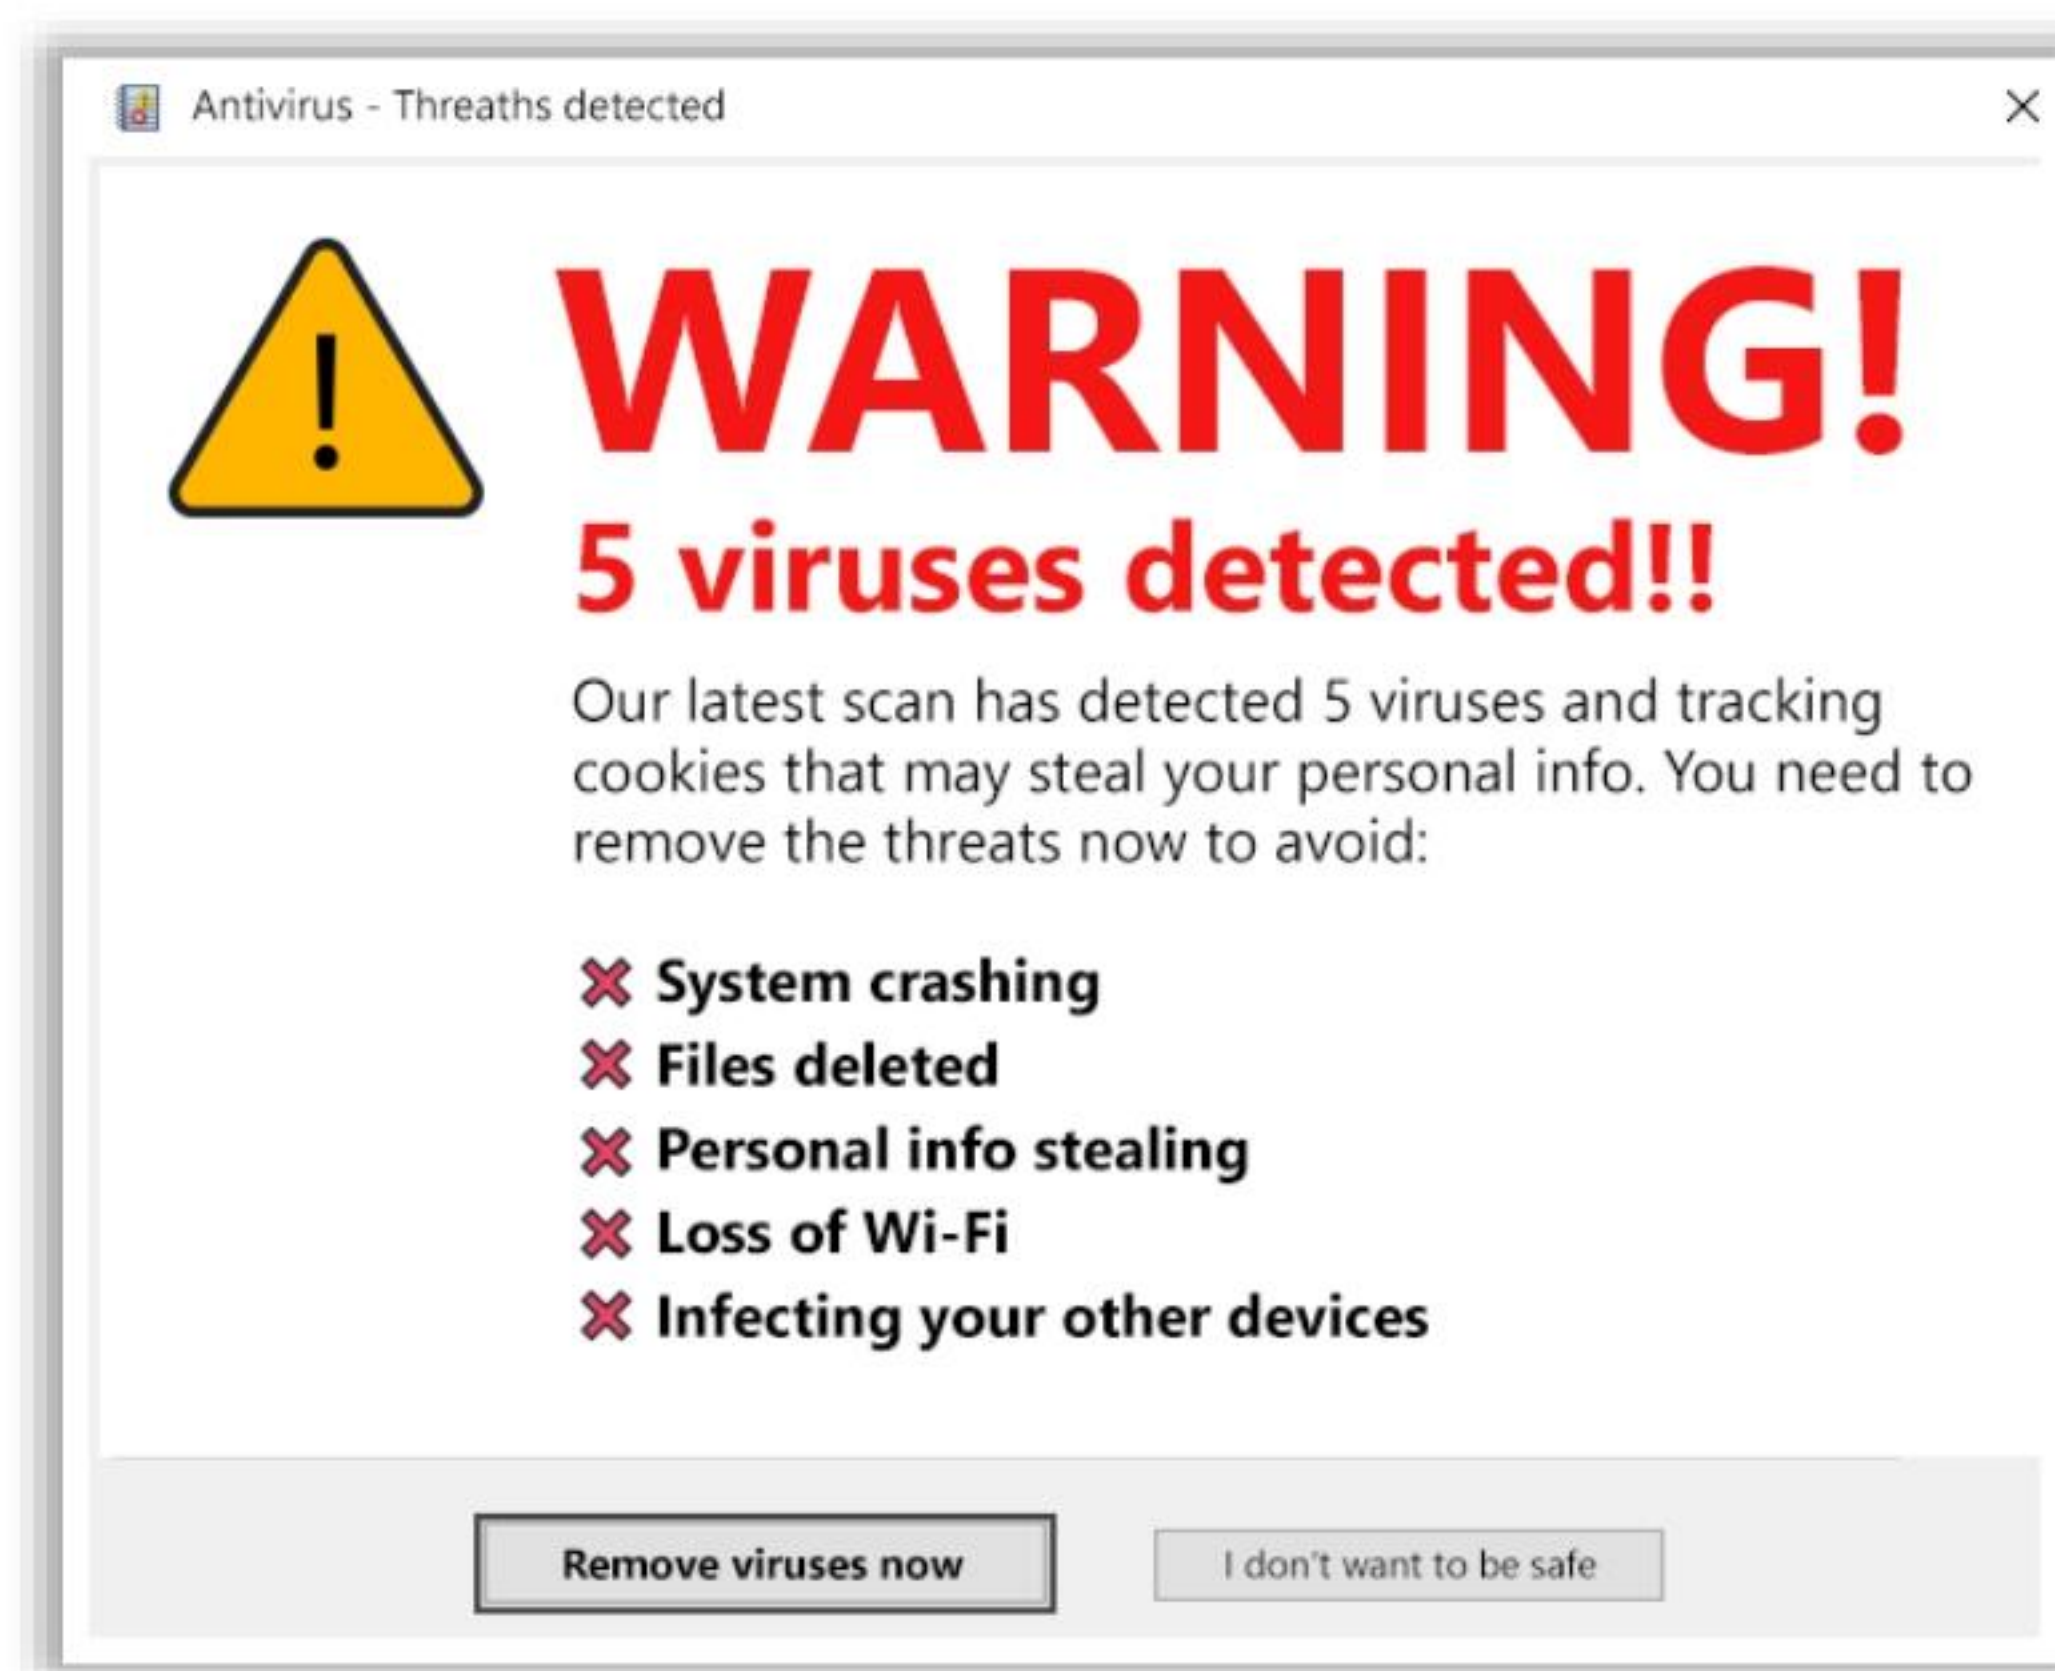 Antivirus - Threaths detected
WARNING!
5 viruses detected!!
Our latest scan has detected 5 viruses and tracking
cookies that may steal your personal info. You need to
remove the threats now to avoid:
System crashing
Files deleted
Personal info stealing
Loss of Wi-Fi
Infecting your other devices
Remove viruses now
I don't want to be safe